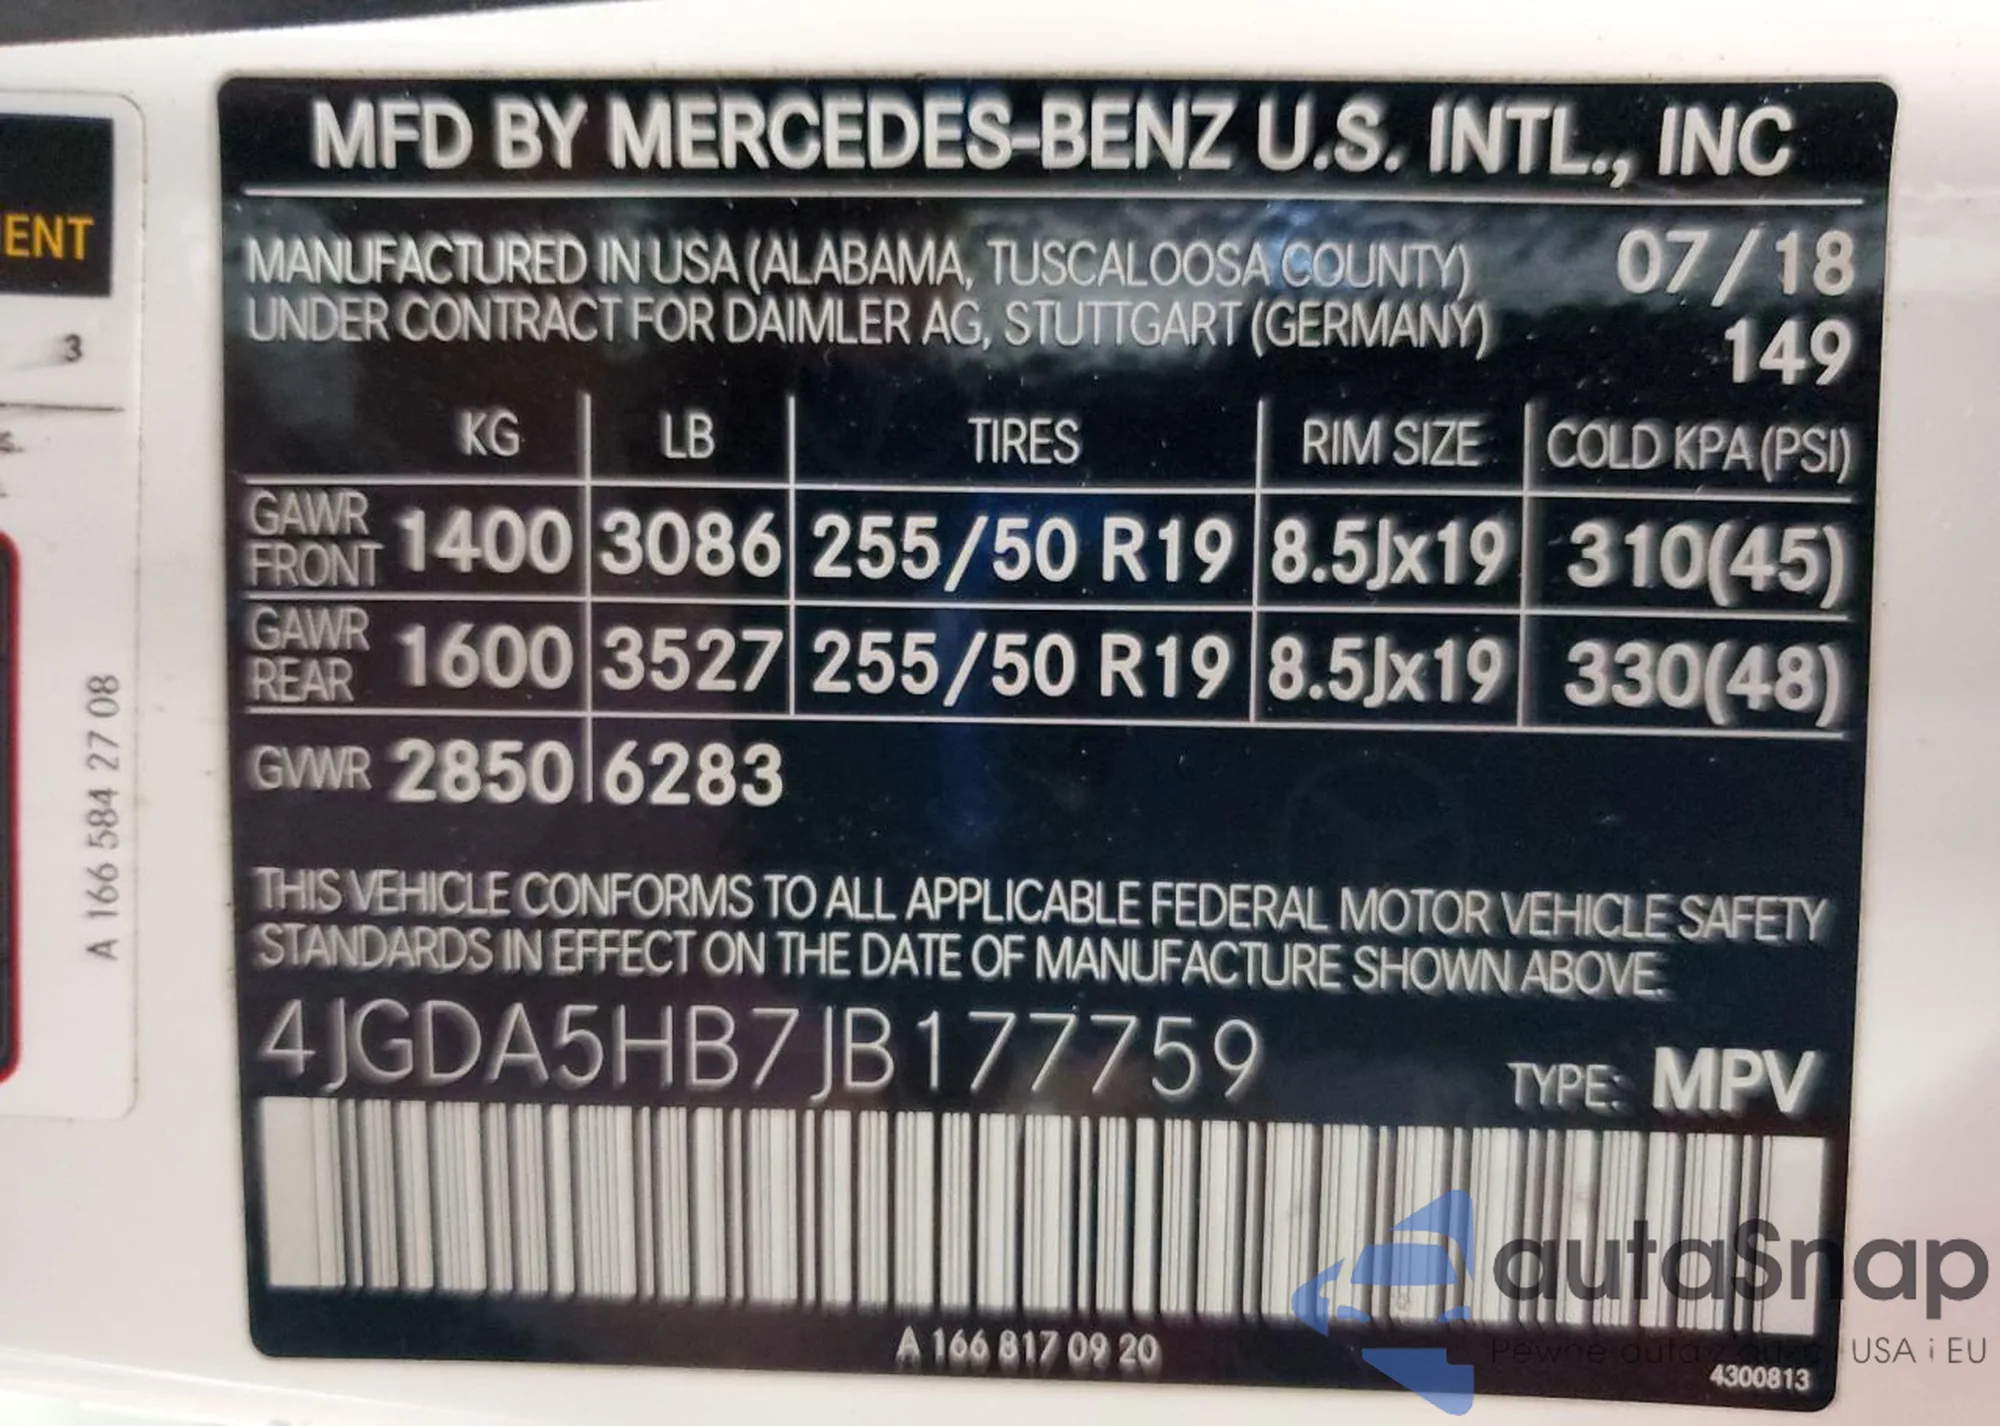 MFD BY MERCEDES-BENZ U.S. INTL., INC
MANUFACTURED IN USA (ALABAMA, TUSCALOOSA COUNTY) 07/18
UNDER CONTRACT FOR DAIMLER AG, STUTTGART (GERMANY) 149
KG LB TIRES RIM SIZE COLD KPA (PSI)
GAWR FRONT 1400 3086 255/50 R19 8.5Jx19 310(45)
GAWR REAR 1600 3527 255/50 R19 8.5Jx19 330(48)
GVWR 2850 6283
THIS VEHICLE CONFORMS TO ALL APPLICABLE FEDERAL MOTOR VEHICLE SAFETY
STANDARDS IN EFFECT ON THE DATE OF MANUFACTURE SHOWN ABOVE.
4JGDA5HB7JB177759
TYPE: MPV
A 166 817 09 20
4300813
ENT
3
A 166 584 27 08
autaSnap
Pewne auta z USA i EU